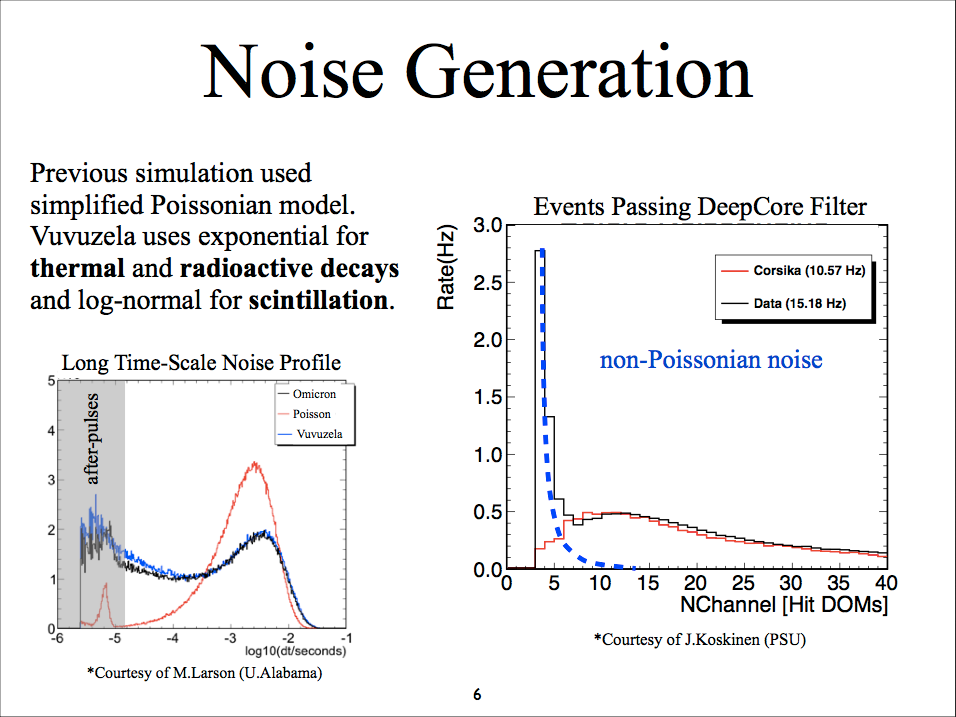 Noise Generation
Previous simulation used
simplified Poissonian model.
Vuvuzela uses exponential for
thermal and radioactive decays
and log-normal for scintillation.
Long Time-Scale Noise Profile
5
4
3
2
1
0
after-pulses
Omicron
Poisson
Vuvuzela
-6 -5 -4 -3 -2 -1
log10(dt/seconds)
*Courtesy of M.Larson (U.Alabama)
Events Passing DeepCore Filter
Rate(Hz)
3.0
2.5
2.0
1.5
1.0
0.5
0.0
Corsika (10.57 Hz)
Data (15.18 Hz)
non-Poissonian noise
0 5 10 15 20 25 30 35 40
NChannel [Hit DOMs]
*Courtesy of J.Koskinen (PSU)
6